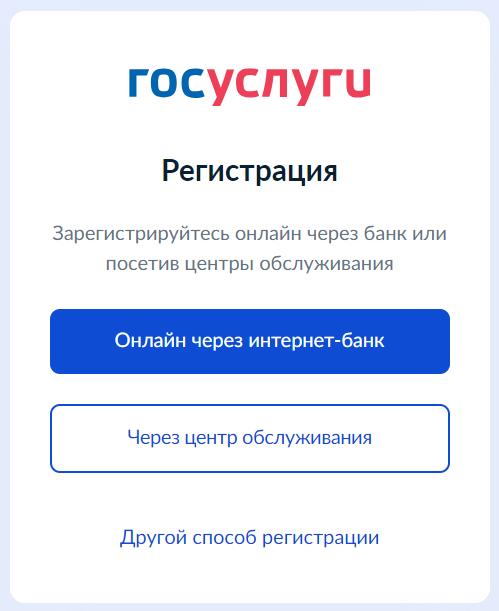 госуслуги
Регистрация
Зарегистрируйтесь онлайн через банк или
посетив центры обслуживания
Онлайн через интернет-банк
Через центр обслуживания
Другой способ регистрации